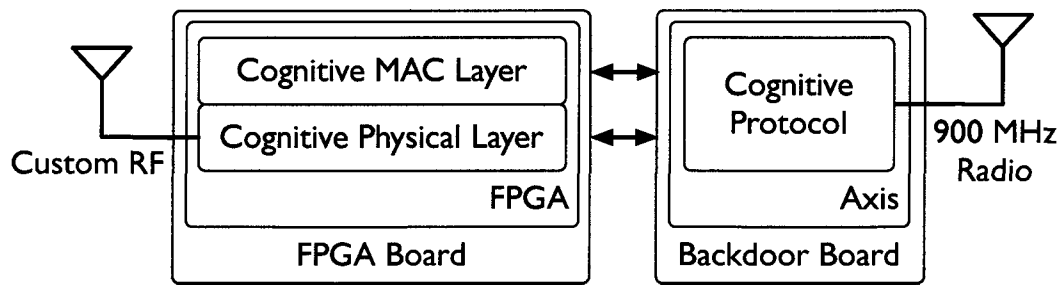 Cognitive MAC Layer
Cognitive Physical Layer
Custom RF
FPGA
FPGA Board
Cognitive
Protocol
900 MHz
Radio
Axis
Backdoor Board